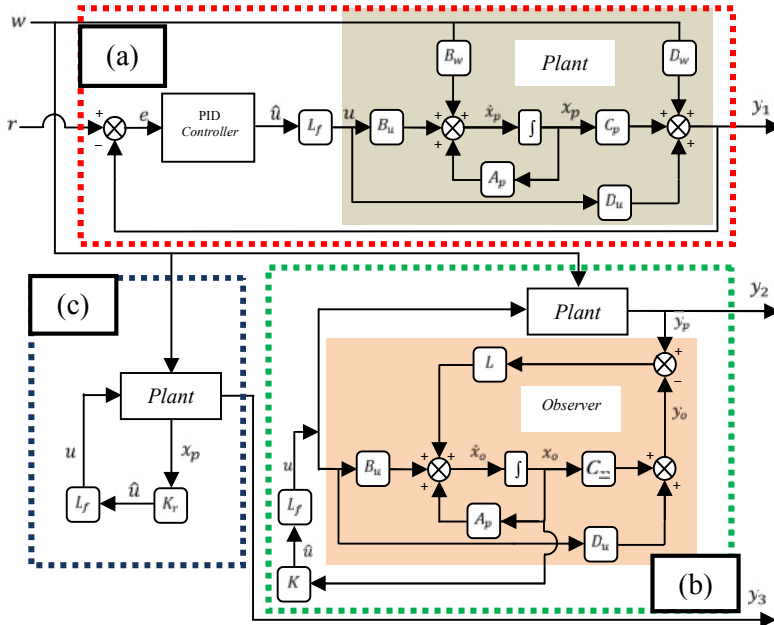 w
(a)
B_w
Plant
D_w
r
+
−
e
PID
Controller
û
L_f
u
B_u
+
+
+
ẋ_p
∫
x_p
C_p
+
+
+
y_1
A_p
D_u
(c)
Plant
y_2
y_p
+
−
L
Observer
y_o
Plant
u
x_p
L_f
û
K_r
u
L_f
û
K
B_u
+
+
+
ẋ_o
∫
x_o
C
+
+
A_p
D_u
(b)
y_3